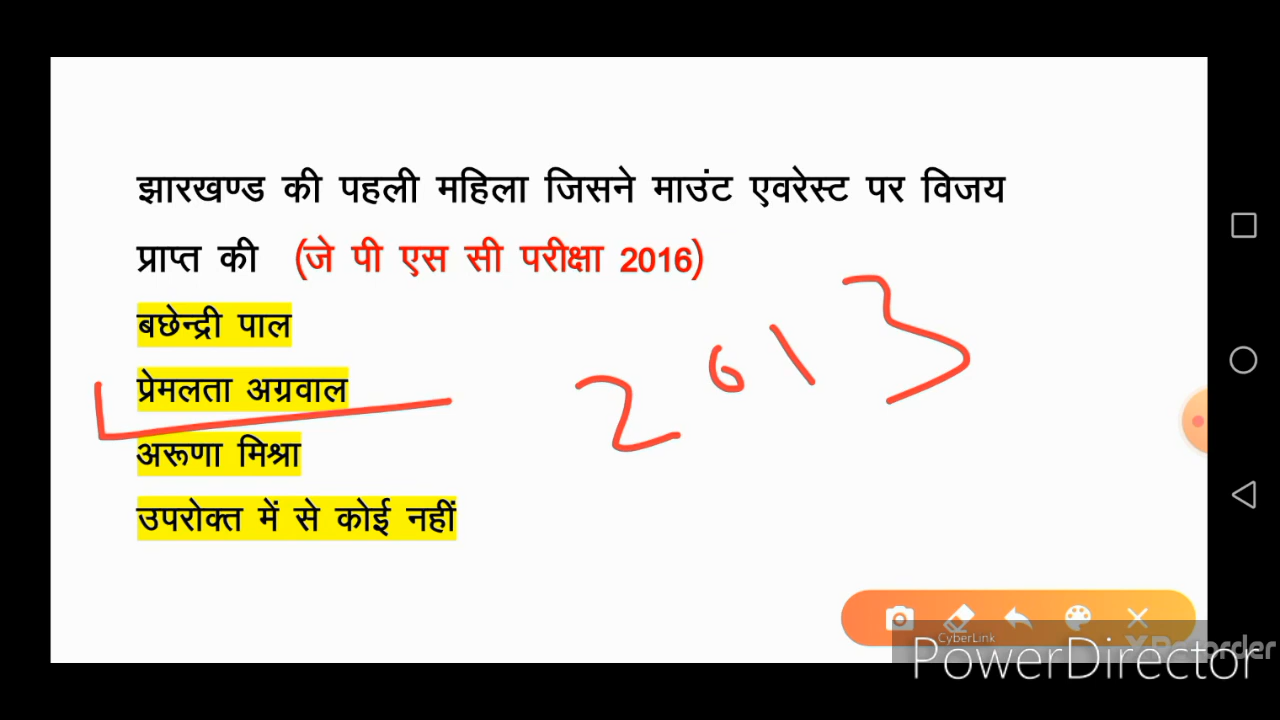 झारखण्ड की पहली महिला जिसने माउंट एवरेस्ट पर विजय
प्राप्त की (जे पी एस सी परीक्षा 2016)
बछेन्द्री पाल
प्रेमलता अग्रवाल
2013
अरूणा मिश्रा
उपरोक्त में से कोई नहीं
CyberLink
PowerDirector
XRecorder